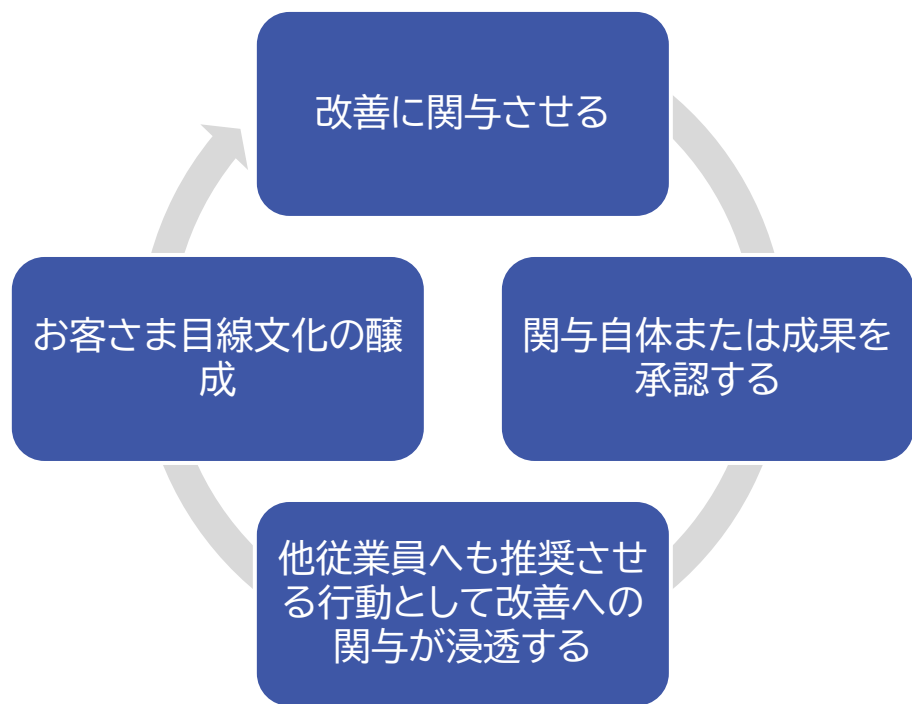 改善に関与させる
関与自体または成果を
承認する
他従業員へも推奨させ
る行動として改善への
関与が浸透する
お客さま目線文化の醸
成